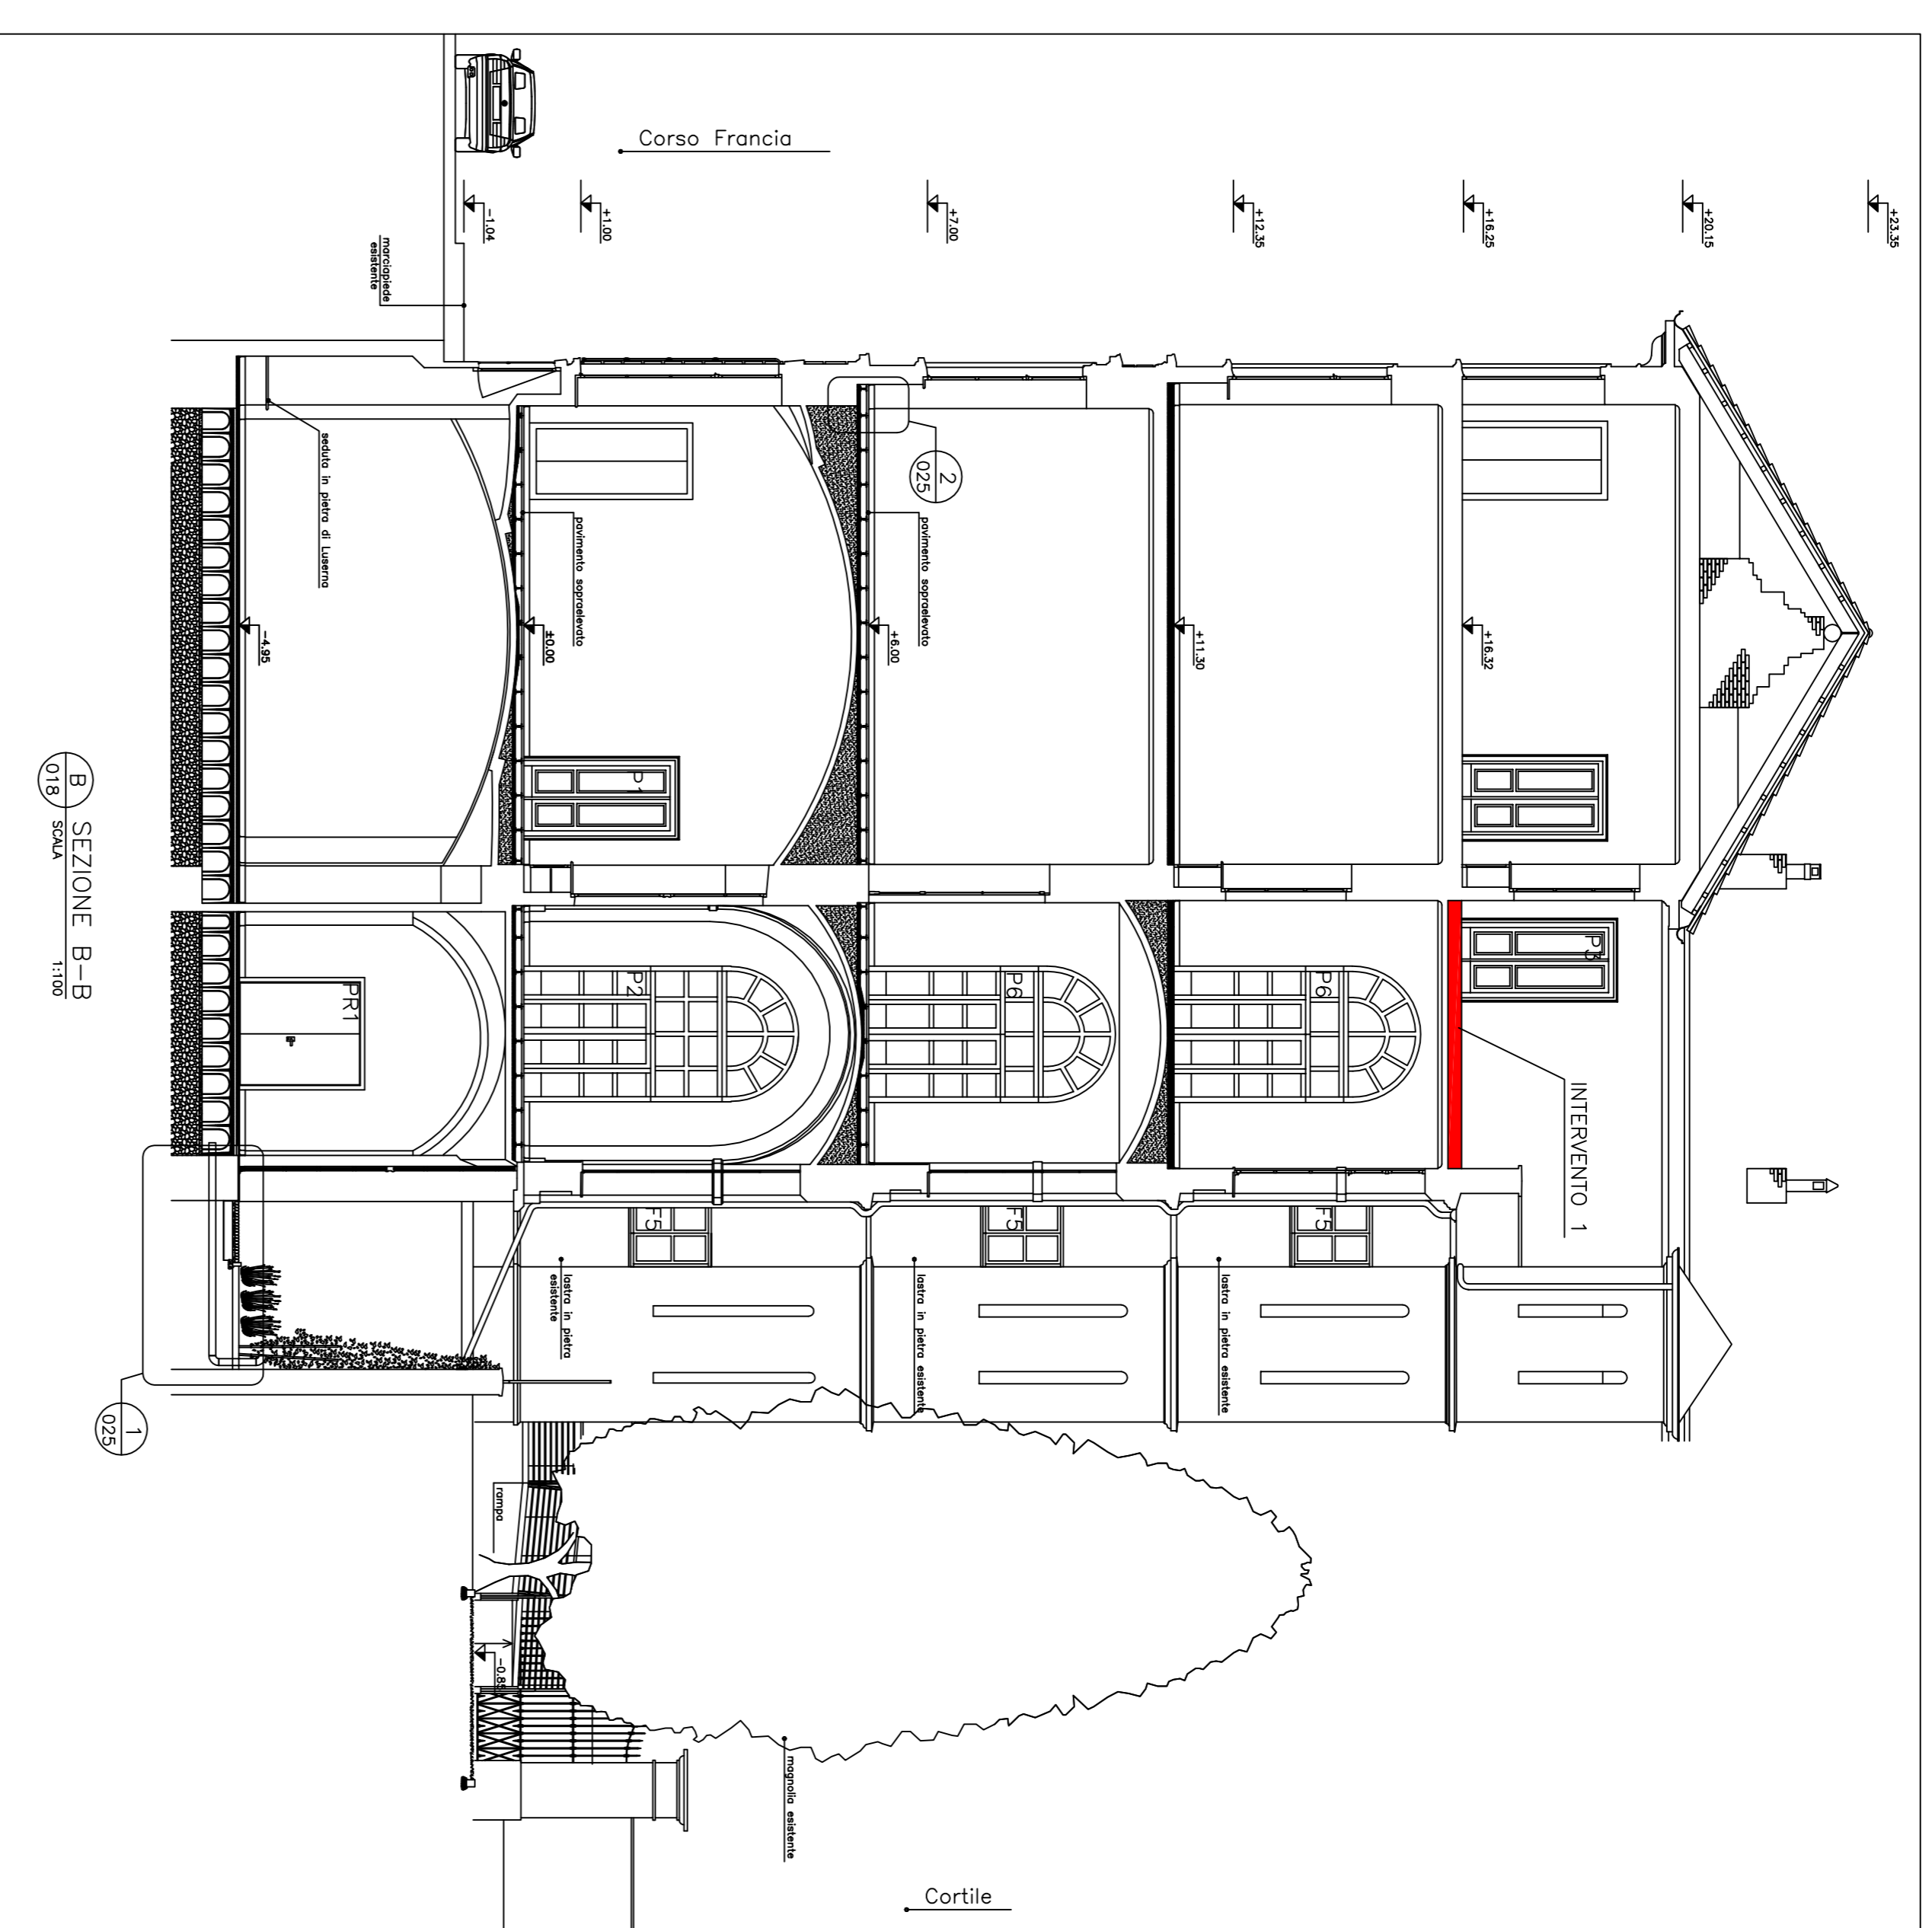 Corso Francia
+23.35
+20.15
+16.25
+12.35
+7.00
+1.00
-1.04
marciapiede
esistente
seduta in pietra di Luserna
pavimento sopraelevato
pavimento sopraelevato
2
025
+16.32
+11.30
+6.00
±0.00
-4.95
P1
P3
P6
P6
P2
PR1
INTERVENTO 1
F5
F5
F5
lastra in pietra esistente
lastra in pietra esistente
lastra in pietra
esistente
1
025
rampa
-0.85
magnolia esistente
Cortile
B
018
SEZIONE B-B
SCALA
1:100